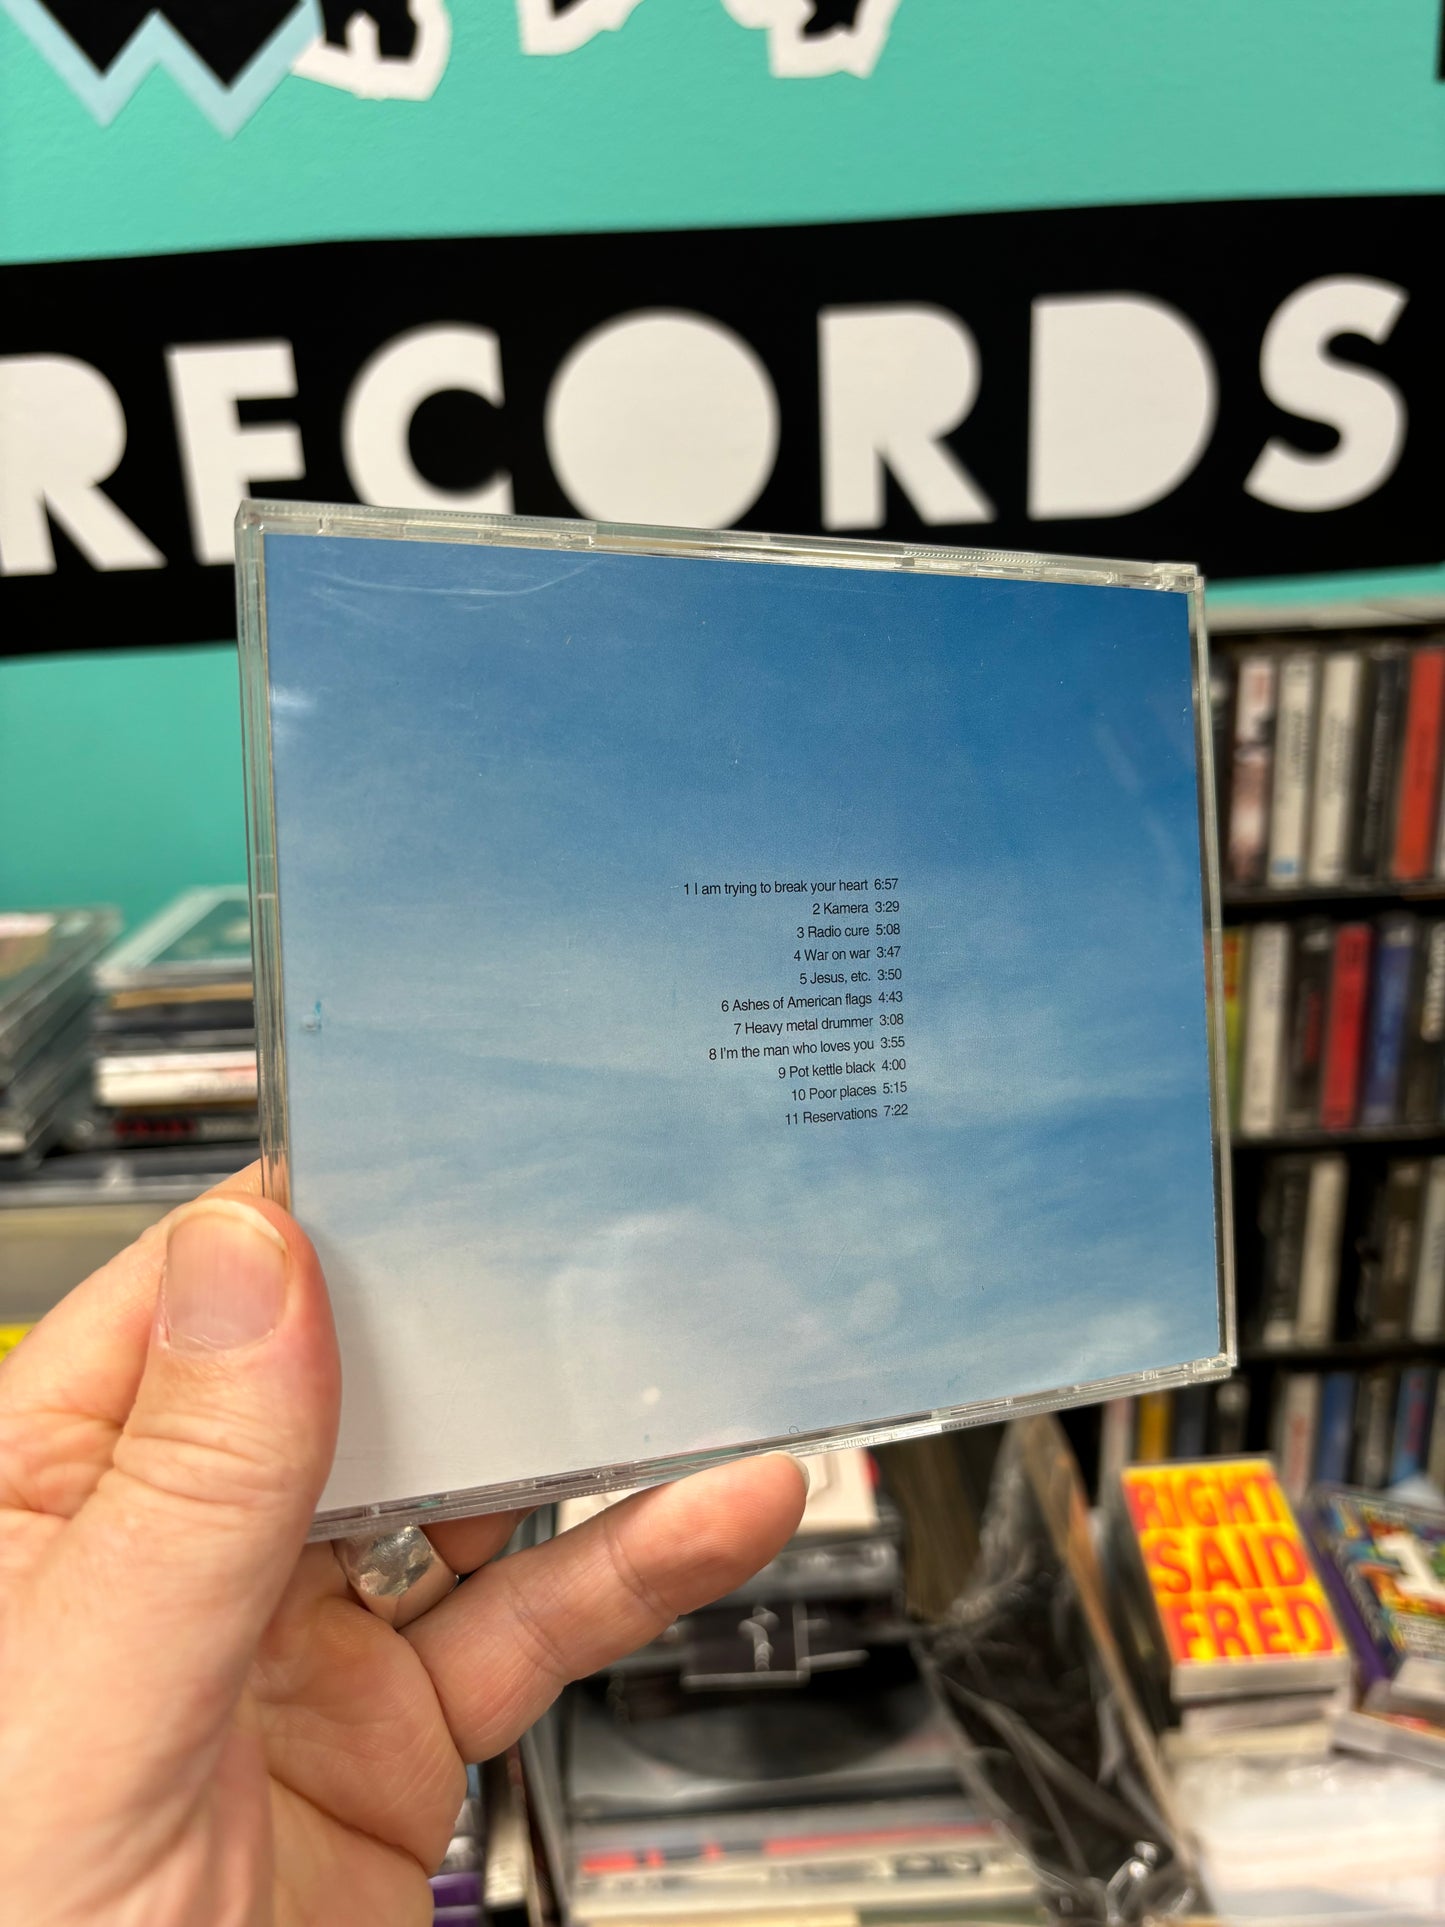 RECORDS
1 I am trying to break your heart 6:57
2 Kamera 3:29
3 Radio cure 5:08
4 War on war 3:47
5 Jesus, etc. 3:50
6 Ashes of American flags 4:43
7 Heavy metal drummer 3:08
8 I'm the man who loves you 3:55
9 Pot kettle black 4:00
10 Poor places 5:15
11 Reservations 7:22
RIGHT
SAID
FRED